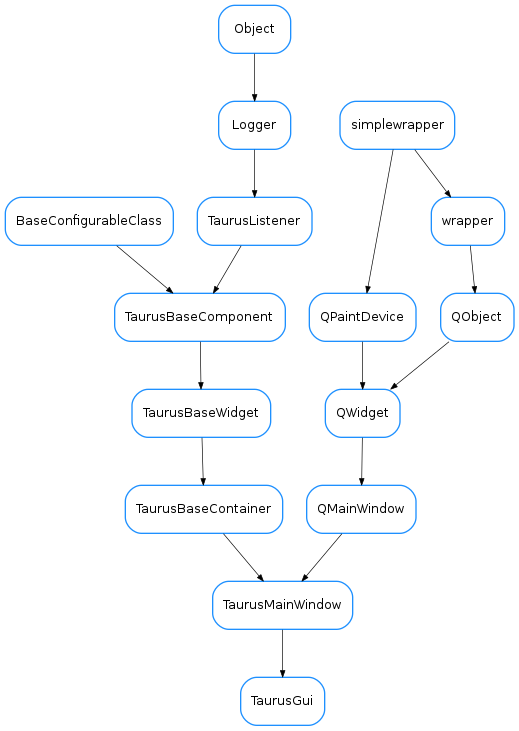 Object
Logger
simplewrapper
BaseConfigurableClass
TaurusListener
wrapper
TaurusBaseComponent
QPaintDevice
QObject
TaurusBaseWidget
QWidget
TaurusBaseContainer
QMainWindow
TaurusMainWindow
TaurusGui